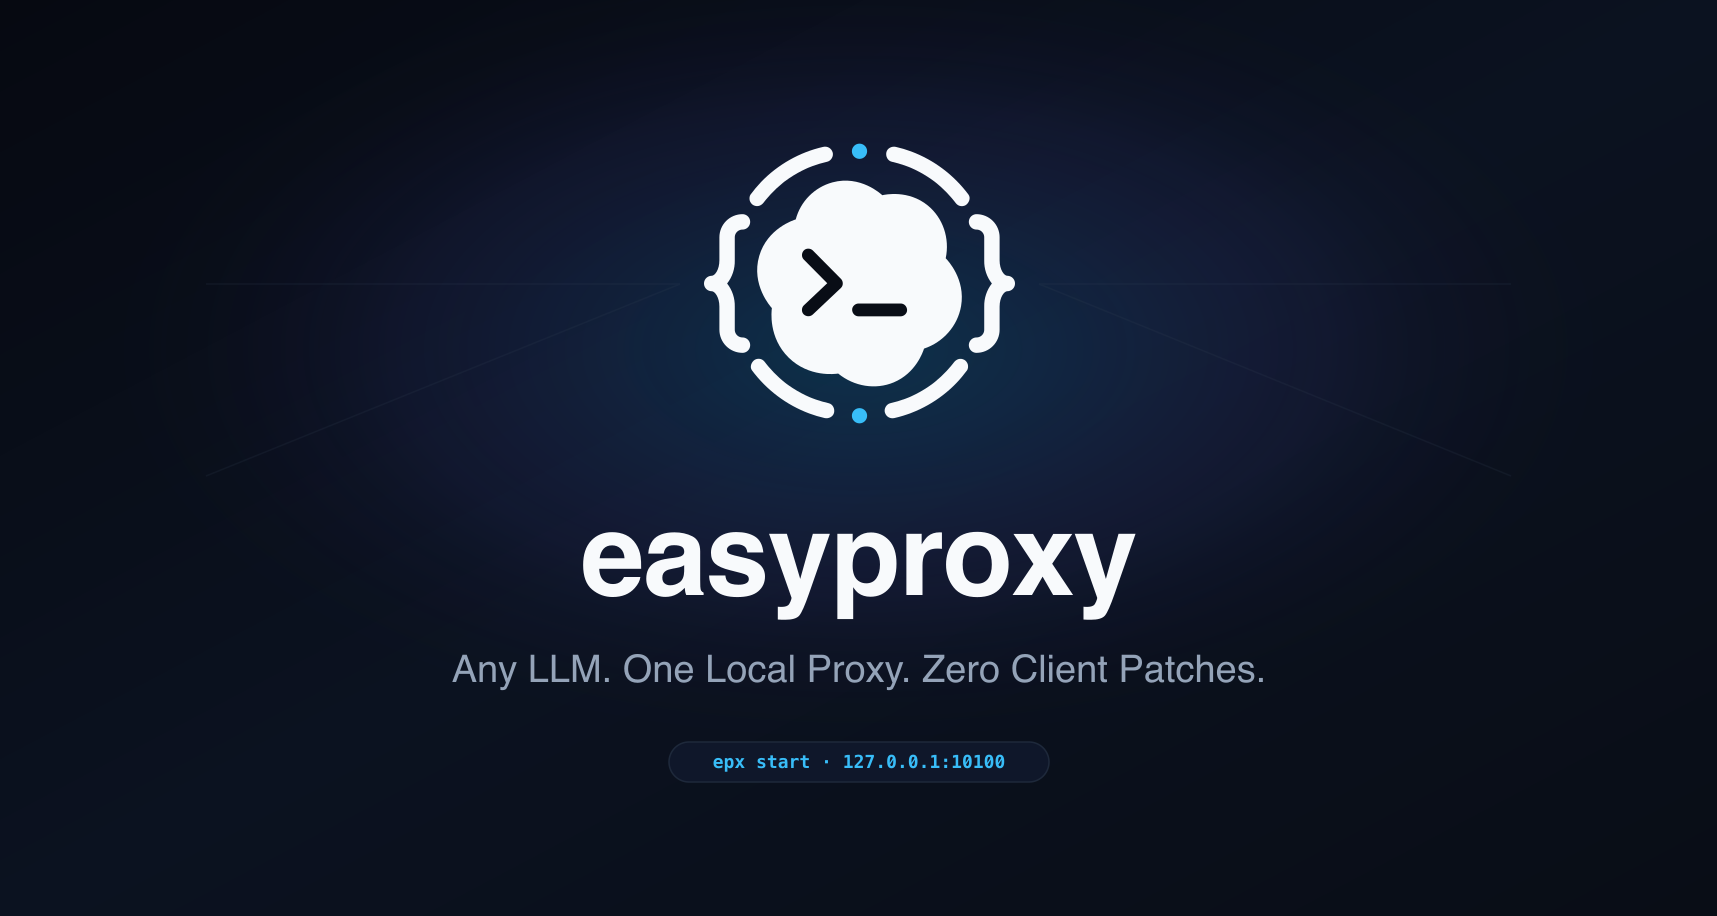 >_
easyproxy
Any LLM. One Local Proxy. Zero Client Patches.
epx start · 127.0.0.1:10100